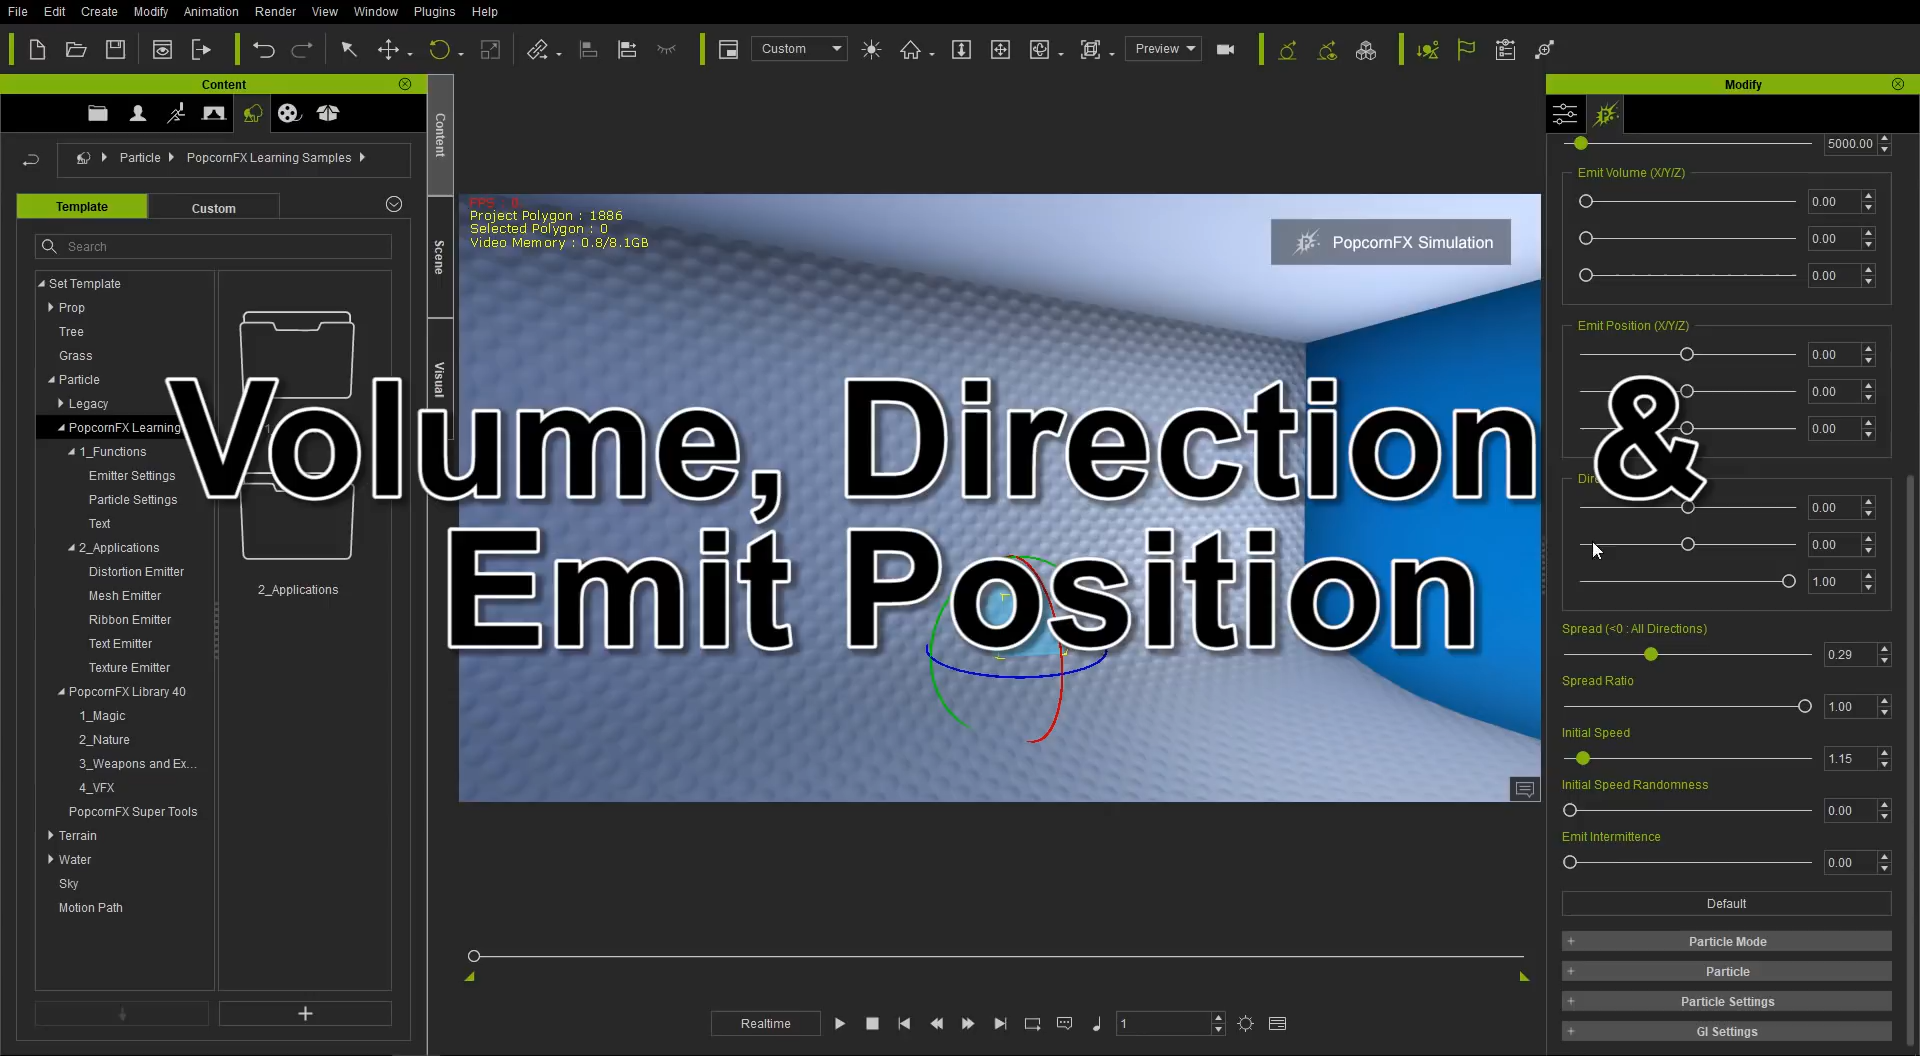 File Edit Create Modify Animation Render View Window Plugins Help
Custom
Preview
Content
Modify
Particle PopcornFX Learning Samples
Template
Custom
Search
Set Template
Prop
Tree
Grass
Particle
Legacy
PopcornFX Learning
1_Functions
Emitter Settings
Particle Settings
Text
2_Applications
Distortion Emitter
Mesh Emitter
Ribbon Emitter
Text Emitter
Texture Emitter
PopcornFX Library 40
1_Magic
2_Nature
3_Weapons and Ex...
4_VFX
PopcornFX Super Tools
Terrain
Water
Sky
Motion Path
2_Applications
Content
Scene
Visual
FPS : 0
Project Polygon : 1886
Selected Polygon : 0
Video Memory : 0.8/8.1GB
PopcornFX Simulation
Volume, Direction &
Emit Position
Realtime
1
5000.00
Emit Volume (X/Y/Z)
0.00
0.00
0.00
Emit Position (X/Y/Z)
0.00
0.00
0.00
0.00
0.00
1.00
Spread (<0 : All Directions)
0.29
Spread Ratio
1.00
Initial Speed
1.15
Initial Speed Randomness
0.00
Emit Intermittence
0.00
Default
Particle Mode
Particle
Particle Settings
GI Settings